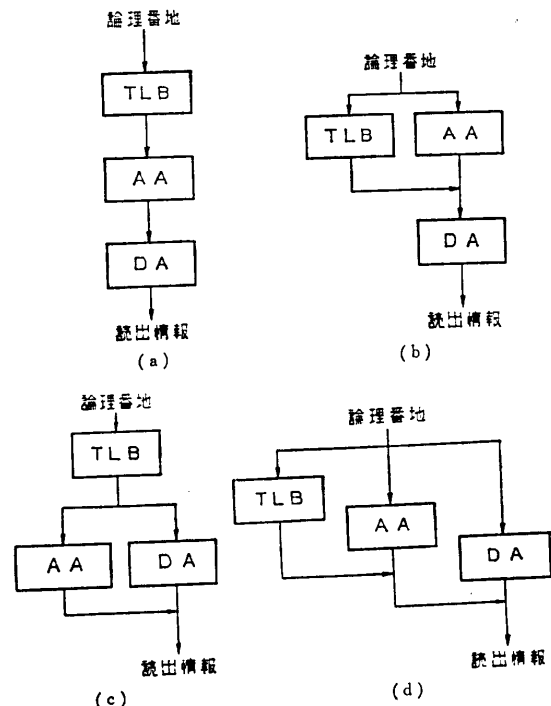 論理番地
TLB
AA
DA
読出情報
(a)
論理番地
TLB AA
DA
読出情報
(b)
論理番地
TLB
AA DA
読出情報
(c)
論理番地
TLB
AA
DA
読出情報
(d)